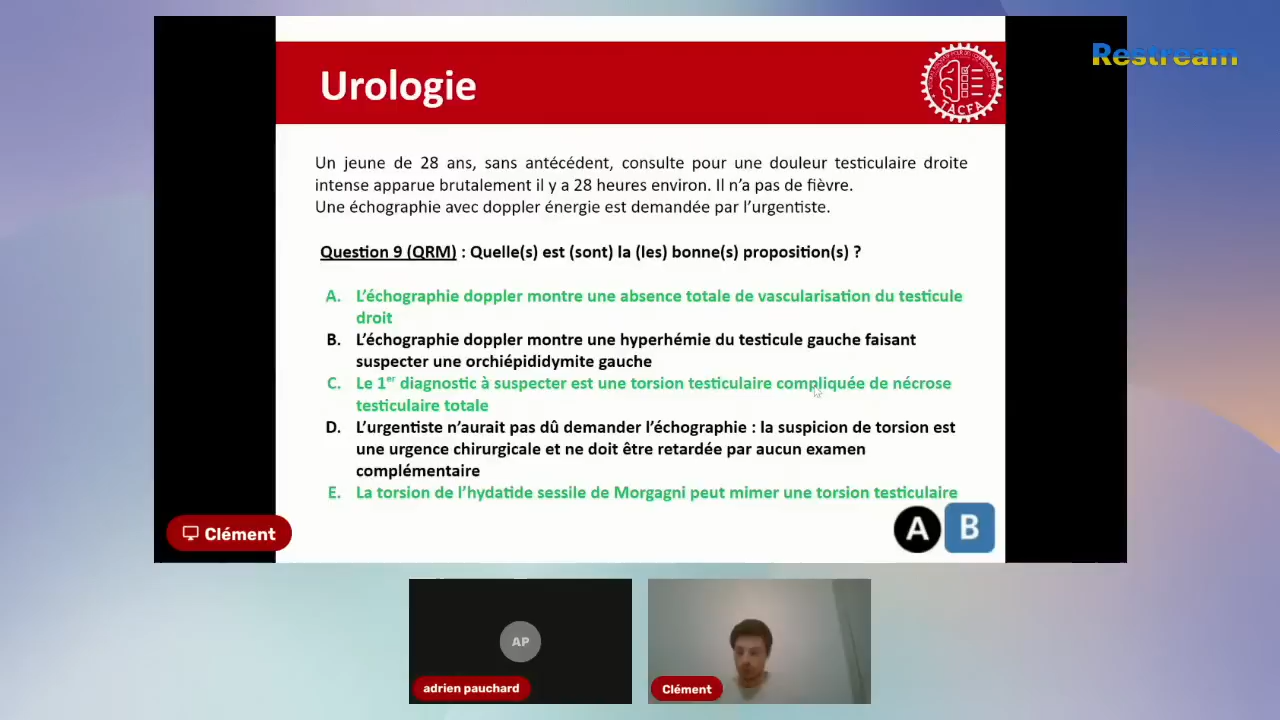 Restream
Urologie
TACFA
Un jeune de 28 ans, sans antécédent, consulte pour une douleur testiculaire droite
intense apparue brutalement il y a 28 heures environ. Il n’a pas de fièvre.
Une échographie avec doppler énergie est demandée par l’urgentiste.
Question 9 (QRM) : Quelle(s) est (sont) la (les) bonne(s) proposition(s) ?
A. L’échographie doppler montre une absence totale de vascularisation du testicule
droit
B. L’échographie doppler montre une hyperhémie du testicule gauche faisant
suspecter une orchiépididymite gauche
C. Le 1er diagnostic à suspecter est une torsion testiculaire compliquée de nécrose
testiculaire totale
D. L’urgentiste n’aurait pas dû demander l’échographie : la suspicion de torsion est
une urgence chirurgicale et ne doit être retardée par aucun examen
complémentaire
E. La torsion de l’hydatide sessile de Morgagni peut mimer une torsion testiculaire
A B
Clément
AP
adrien pauchard
Clément